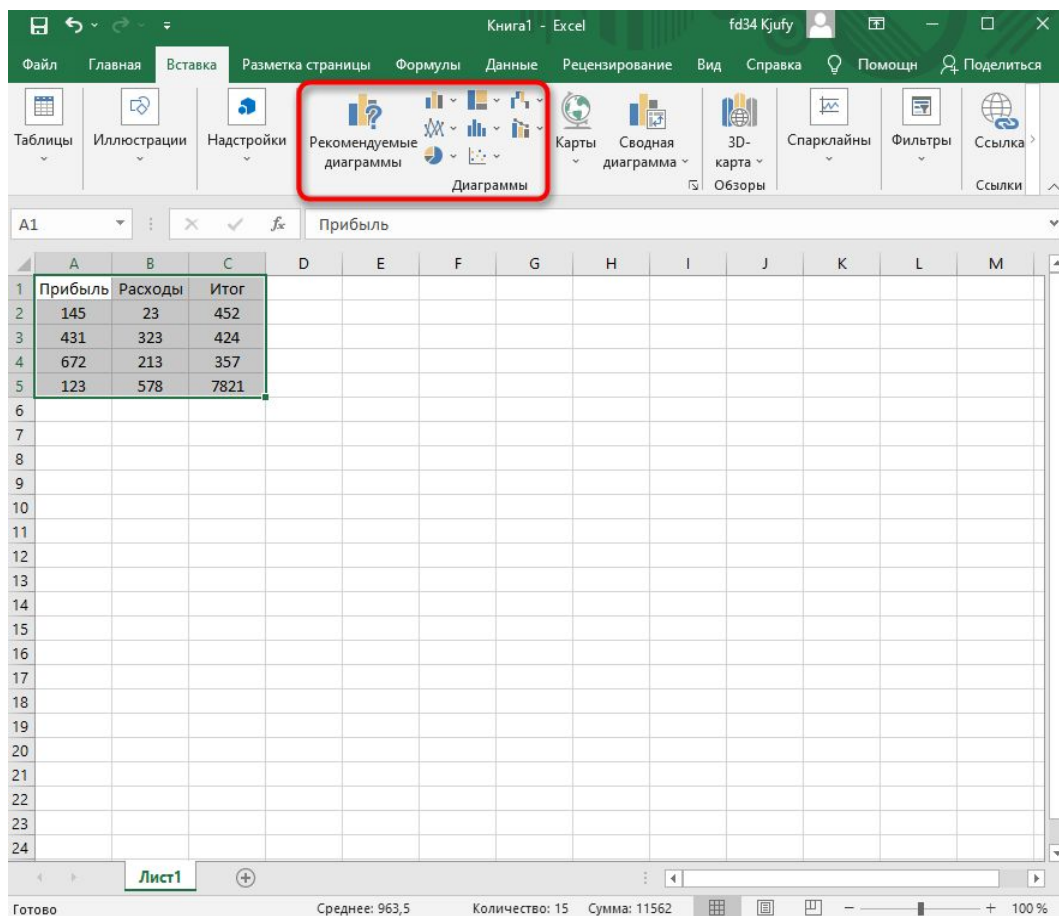 Книга1 - Excel
fd34 Kjufy
Файл Главная Вставка Разметка страницы Формулы Данные Рецензирование Вид Справка Помощн Поделиться
Таблицы Иллюстрации Надстройки Рекомендуемые диаграммы Карты Сводная диаграмма 3D-карта Спарклайны Фильтры Ссылка
Диаграммы Обзоры Ссылки
A1 fx Прибыль
A B C D E F G H I J K L M
1 Прибыль Расходы Итог
2 145 23 452
3 431 323 424
4 672 213 357
5 123 578 7821
6
7
8
9
10
11
12
13
14
15
16
17
18
19
20
21
22
23
24
Лист1
Готово Среднее: 963,5 Количество: 15 Сумма: 11562 100 %